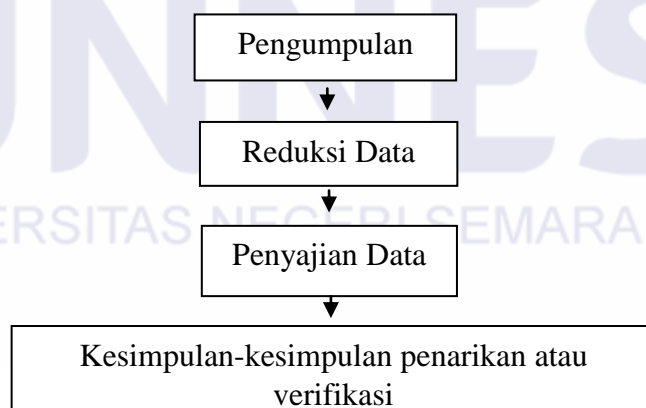 Pengumpulan
Reduksi Data
ERSITAS NEGERI SEMARA
Penyajian Data
Kesimpulan-kesimpulan penarikan atau
verifikasi